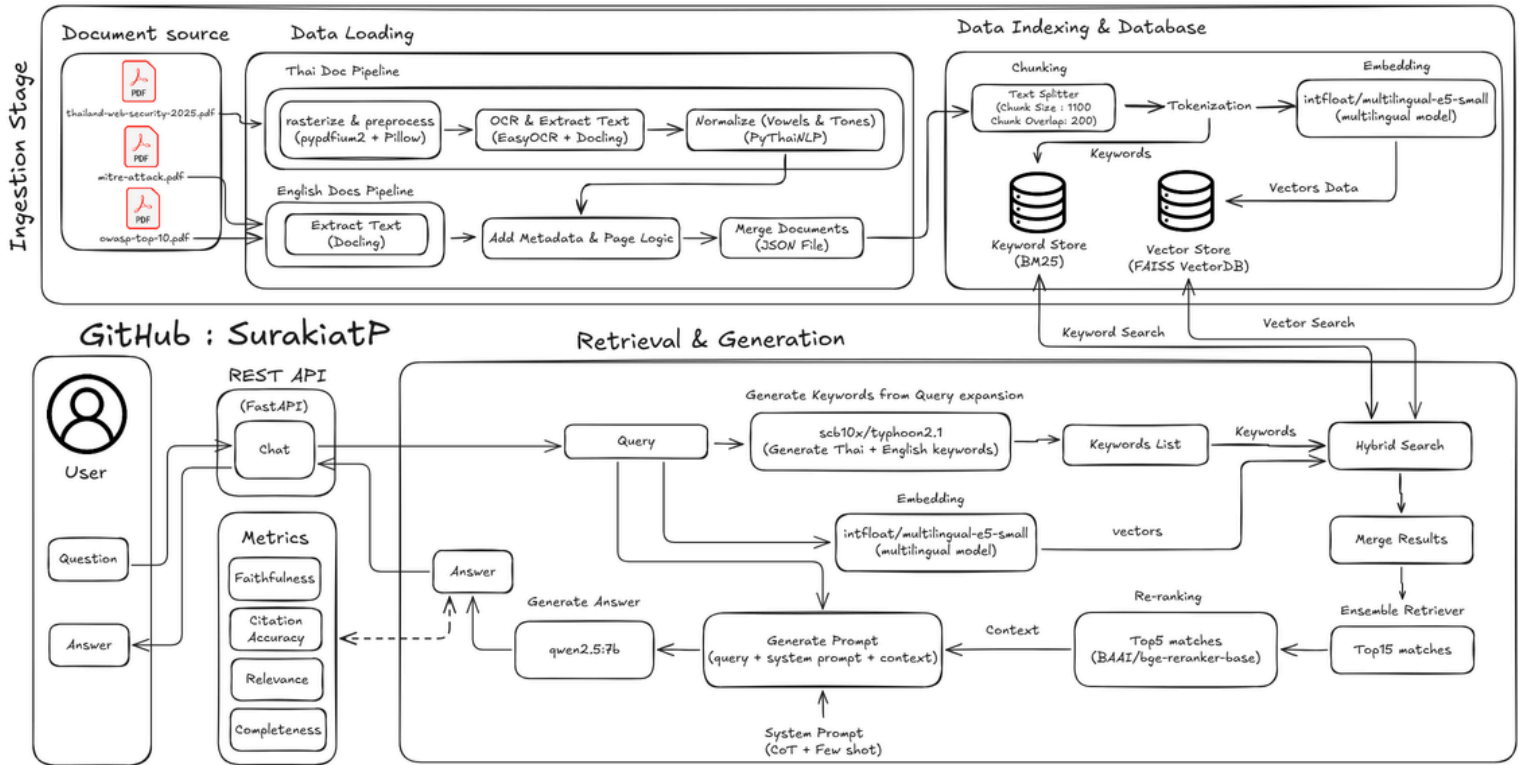 Ingestion Stage
Document source
PDF
thailand-web-security-2025.pdf
PDF
mitre-attack.pdf
PDF
owasp-top-10.pdf
Data Loading
Thai Doc Pipeline
rasterize & preprocess
(pypdfium2 + Pillow)
OCR & Extract Text
(EasyOCR + Docling)
Normalize (Vowels & Tones)
(PyThaiNLP)
English Docs Pipeline
Extract Text
(Docling)
Add Metadata & Page Logic
Merge Documents
(JSON File)
Data Indexing & Database
Chunking
Text Splitter
(Chunk Size : 1100
Chunk Overlap: 200)
Tokenization
Embedding
intfloat/multilingual-e5-small
(multilingual model)
Keywords
Vectors Data
Keyword Store
(BM25)
Vector Store
(FAISS VectorDB)
Keyword Search
Vector Search
GitHub : SurakiatP
User
Question
Answer
REST API
(FastAPI)
Chat
Metrics
Faithfulness
Citation
Accuracy
Relevance
Completeness
Retrieval & Generation
Query
Generate Keywords from Query expansion
scb10x/typhoon2.1
(Generate Thai + English keywords)
Keywords List
Keywords
Hybrid Search
Embedding
intfloat/multilingual-e5-small
(multilingual model)
vectors
Merge Results
Ensemble Retriever
Top15 matches
Re-ranking
Top5 matches
(BAAI/bge-reranker-base)
Context
Generate Prompt
(query + system prompt + context)
System Prompt
(CoT + Few shot)
Generate Answer
qwen2.5:7b
Answer